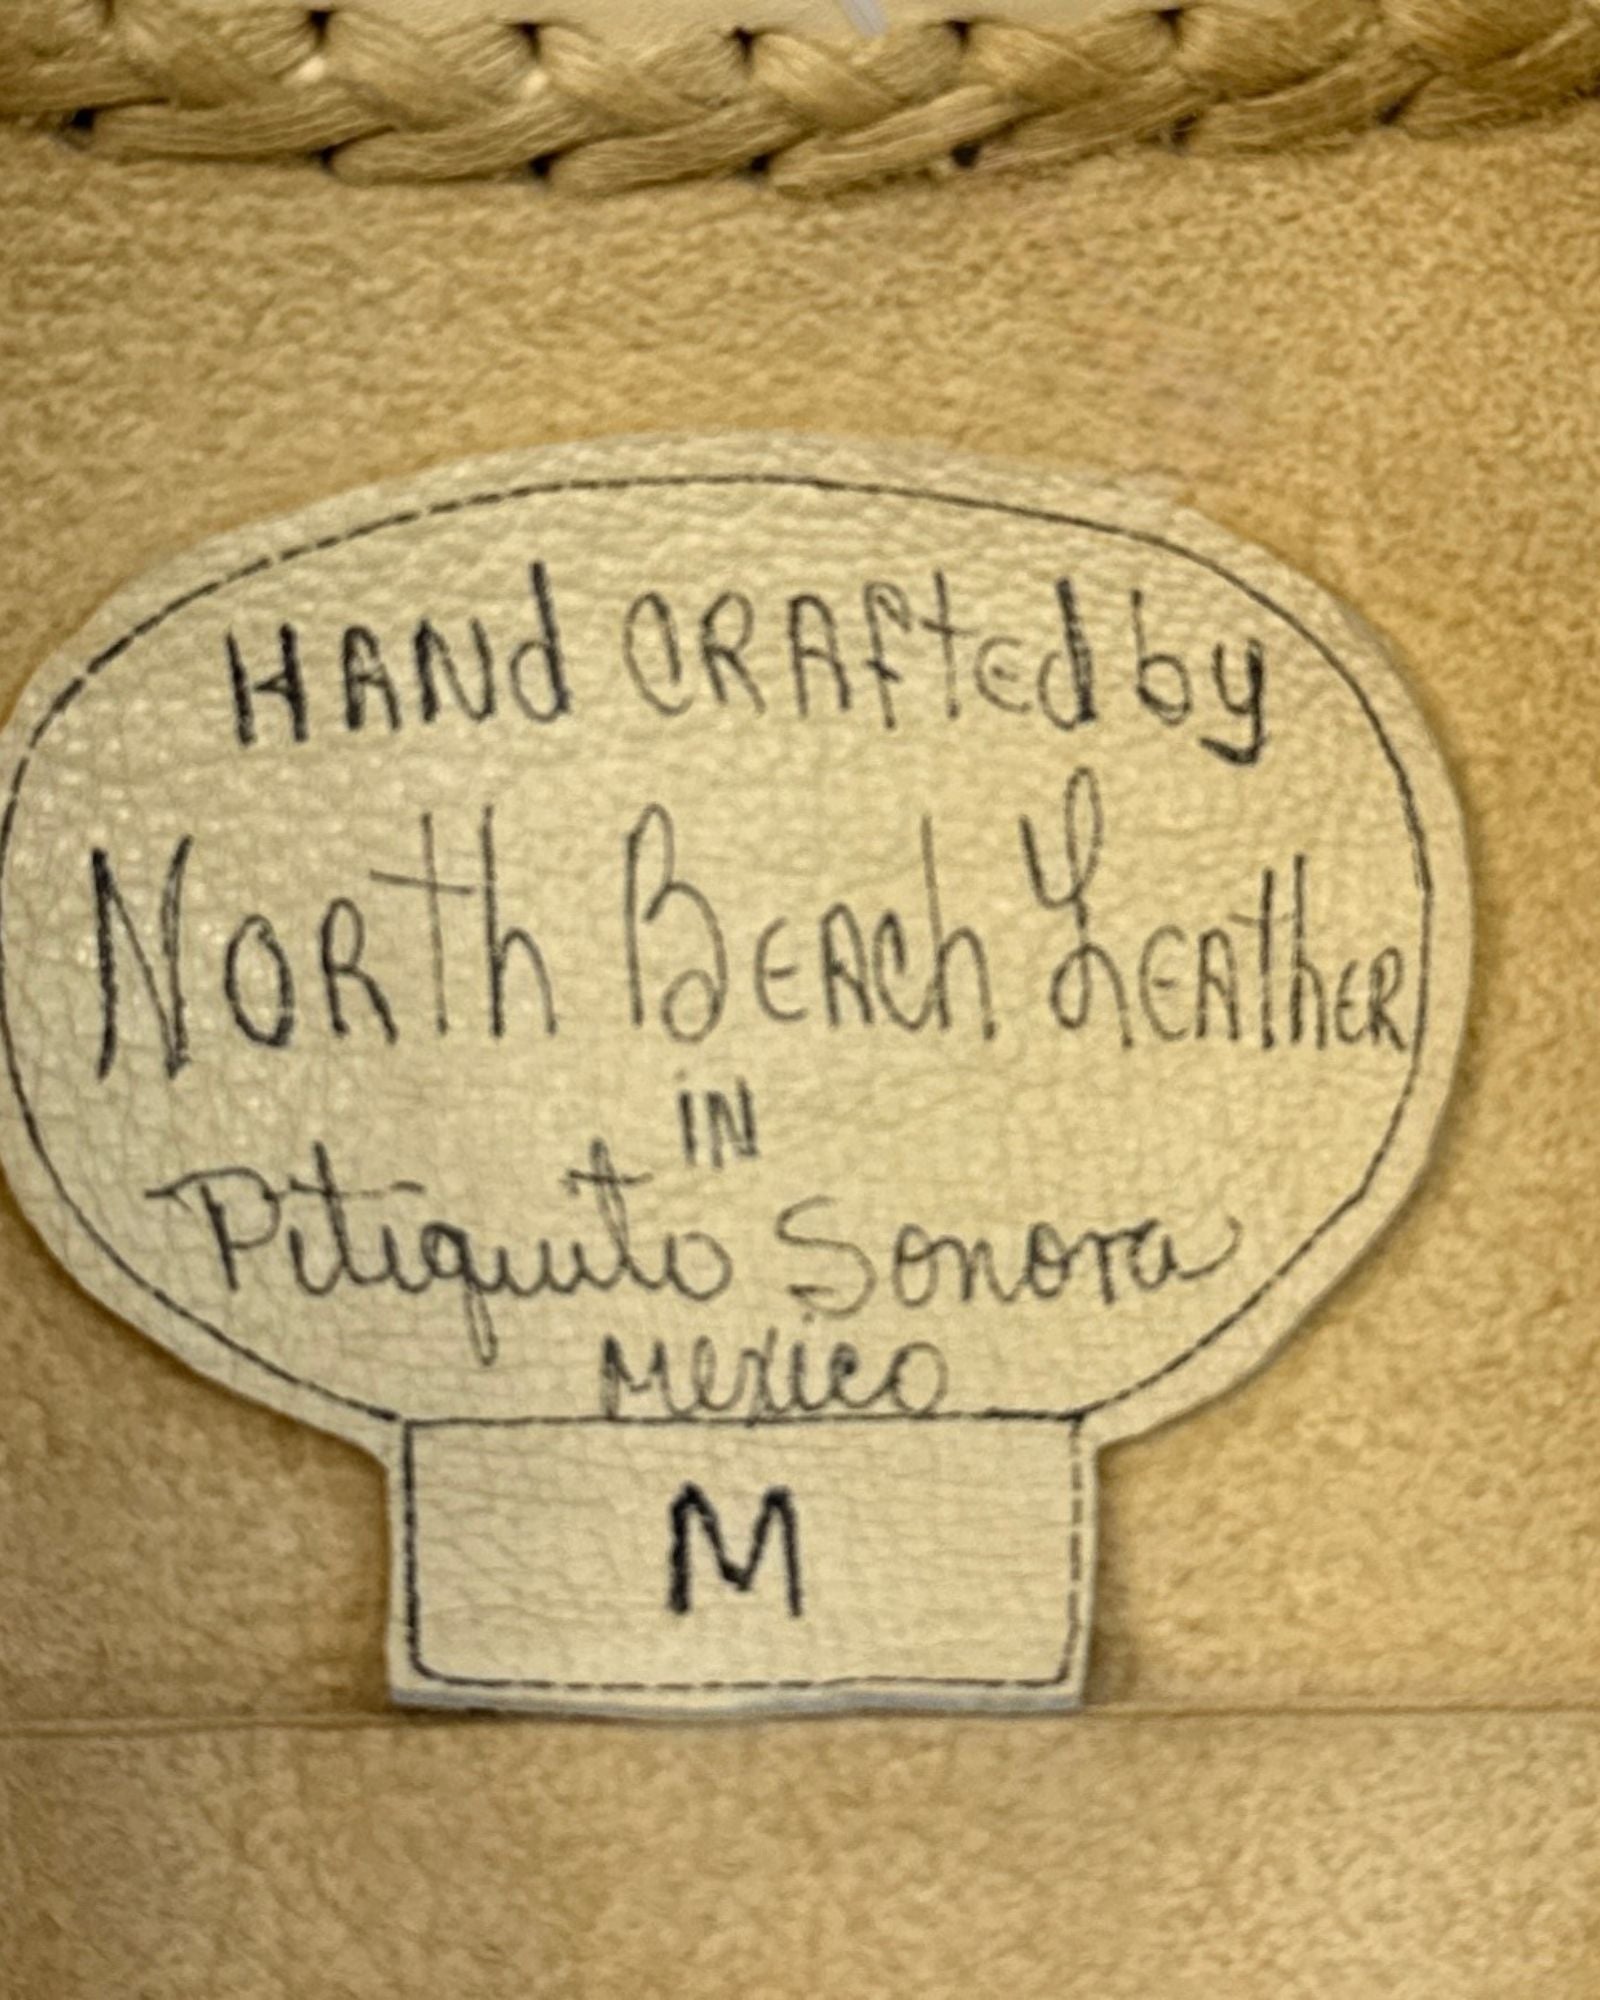 HANd CRAfted by
NORth BEACh LEAthER
iN
Pitiquito Sonora
Mexico
M